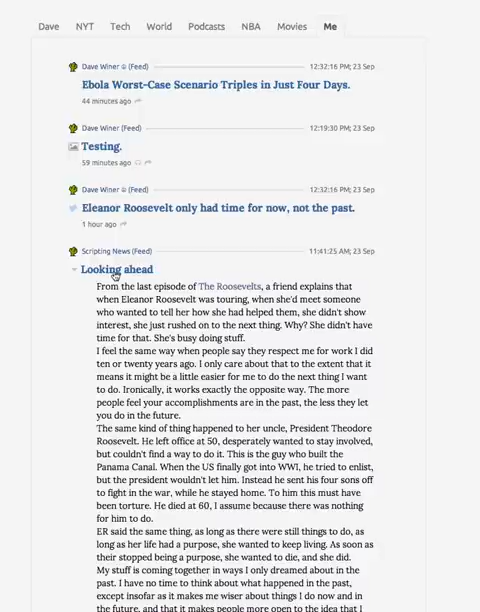 Dave NYT Tech World Podcasts NBA Movies Me
Dave Winer ☺ (Feed) 12:32:16 PM; 23 Sep
Ebola Worst-Case Scenario Triples in Just Four Days.
44 minutes ago
Dave Winer (Feed) 12:19:30 PM; 23 Sep
Testing.
59 minutes ago
Dave Winer ☺ (Feed) 12:32:16 PM; 23 Sep
Eleanor Roosevelt only had time for now, not the past.
1 hour ago
Scripting News (Feed) 11:41:25 AM; 23 Sep
Looking ahead
From the last episode of The Roosevelts, a friend explains that
when Eleanor Roosevelt was touring, when she'd meet someone
who wanted to tell her how she had helped them, she didn't show
interest, she just rushed on to the next thing. Why? She didn't have
time for that. She's busy doing stuff.
I feel the same way when people say they respect me for work I did
ten or twenty years ago. I only care about that to the extent that it
means it might be a little easier for me to do the next thing I want
to do. Ironically, it works exactly the opposite way. The more
people feel your accomplishments are in the past, the less they let
you do in the future.
The same kind of thing happened to her uncle, President Theodore
Roosevelt. He left office at 50, desperately wanted to stay involved,
but couldn't find a way to do it. This is the guy who built the
Panama Canal. When the US finally got into WWI, he tried to enlist,
but the president wouldn't let him. Instead he sent his four sons off
to fight in the war, while he stayed home. To him this must have
been torture. He died at 60, I assume because there was nothing
for him to do.
ER said the same thing, as long as there were still things to do, as
long as her life had a purpose, she wanted to keep living. As soon as
their stopped being a purpose, she wanted to die, and she did.
My stuff is coming together in ways I only dreamed about in the
past. I have no time to think about what happened in the past,
except insofar as it makes me wiser about things I do now and in
the future, and that it makes people more open to the idea that I